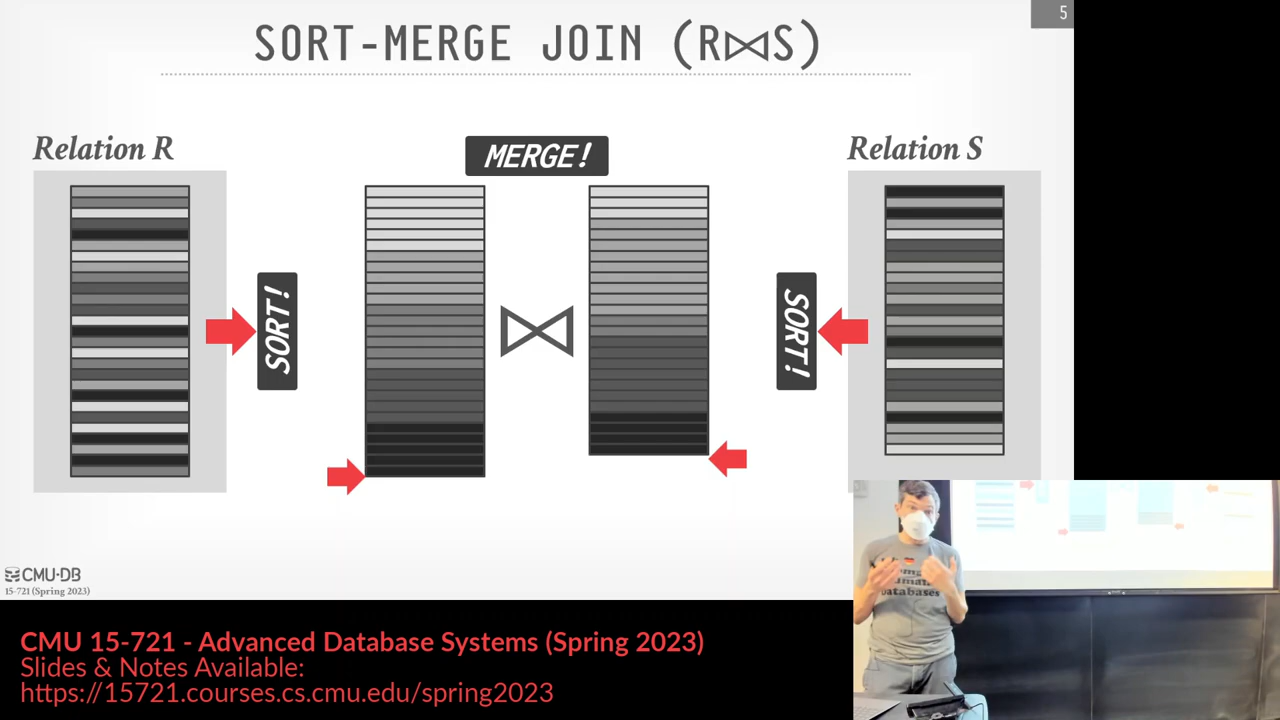 5
SORT-MERGE JOIN (R⋈S)
Relation R
MERGE!
Relation S
SORT!
SORT!
CMU·DB
15-721 (Spring 2023)
Databases
CMU 15-721 - Advanced Database Systems (Spring 2023)
Slides & Notes Available:
https://15721.courses.cs.cmu.edu/spring2023